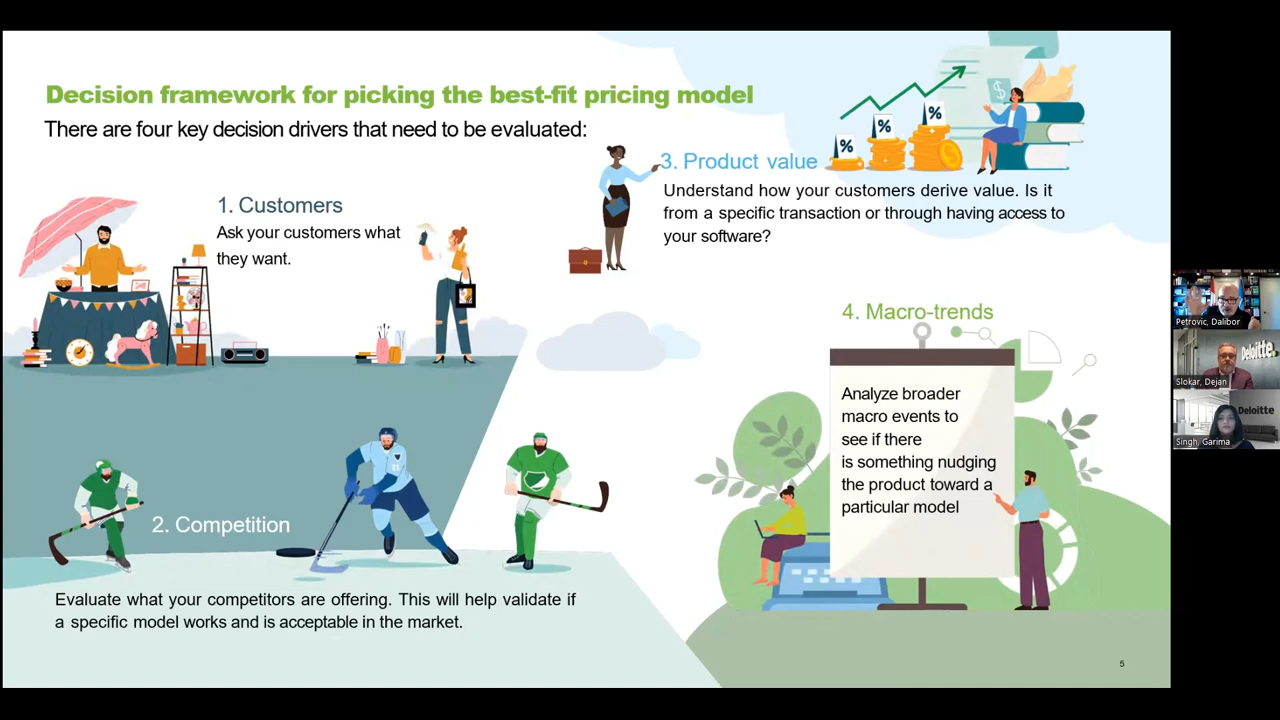 Decision framework for picking the best-fit pricing model
There are four key decision drivers that need to be evaluated:
1. Customers
Ask your customers what
they want.
2. Competition
Evaluate what your competitors are offering. This will help validate if
a specific model works and is acceptable in the market.
3. Product value
Understand how your customers derive value. Is it
from a specific transaction or through having access to
your software?
%
%
%
$
4. Macro-trends
Analyze broader
macro events to
see if there
is something nudging
the product toward a
particular model
5
Petrovic, Dalibor
Deloitte.
Slokar, Dejan
Deloitte
Singh, Garima